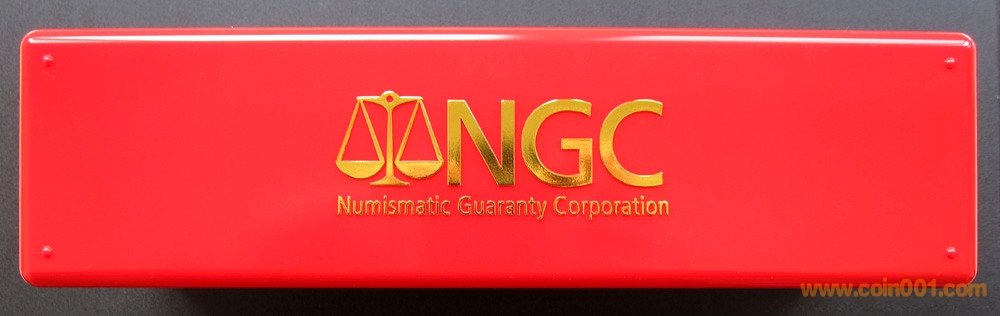 NGC
Numismatic Guaranty Corporation
www.coin001.com